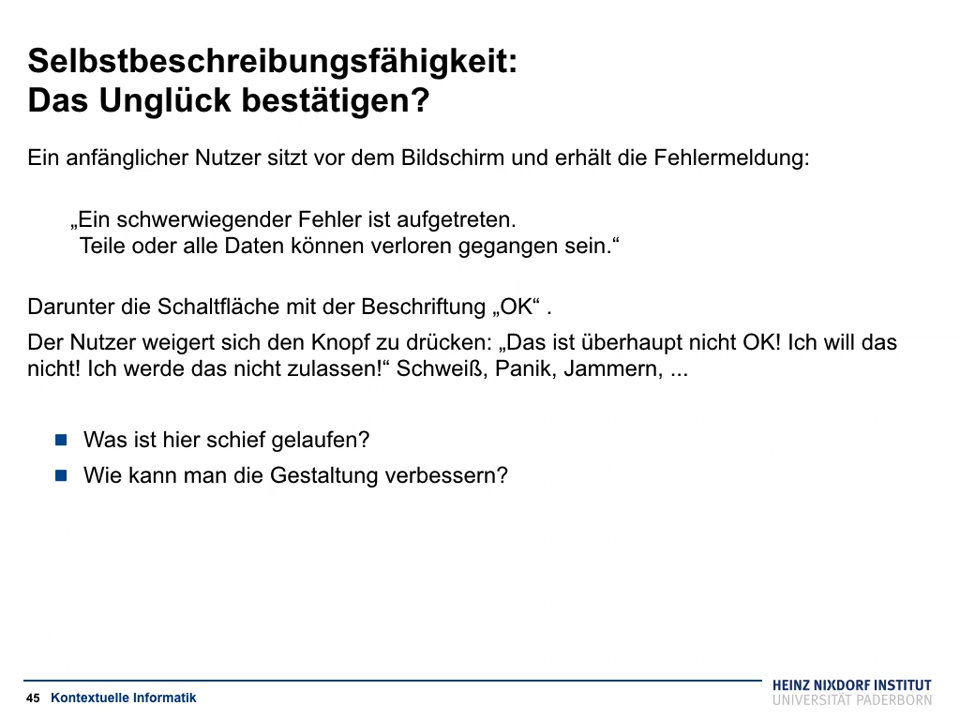 Selbstbeschreibungsfähigkeit:
Das Unglück bestätigen?
Ein anfänglicher Nutzer sitzt vor dem Bildschirm und erhält die Fehlermeldung:
„Ein schwerwiegender Fehler ist aufgetreten.
Teile oder alle Daten können verloren gegangen sein.“
Darunter die Schaltfläche mit der Beschriftung „OK“ .
Der Nutzer weigert sich den Knopf zu drücken: „Das ist überhaupt nicht OK! Ich will das
nicht! Ich werde das nicht zulassen!“ Schweiß, Panik, Jammern, ...
Was ist hier schief gelaufen?
Wie kann man die Gestaltung verbessern?
45 Kontextuelle Informatik
HEINZ NIXDORF INSTITUT
UNIVERSITÄT PADERBORN